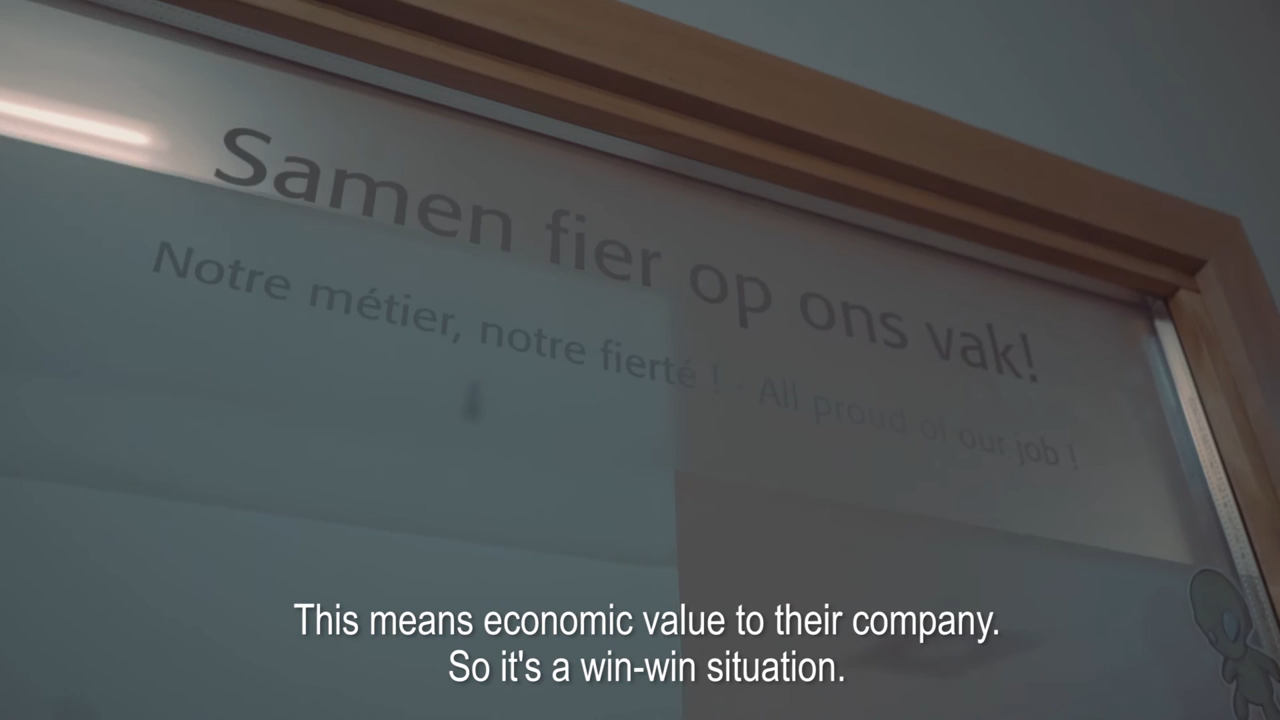 Samen fier op ons vak!
Notre métier, notre fierté ! - All proud of our job !
This means economic value to their company.
So it's a win-win situation.